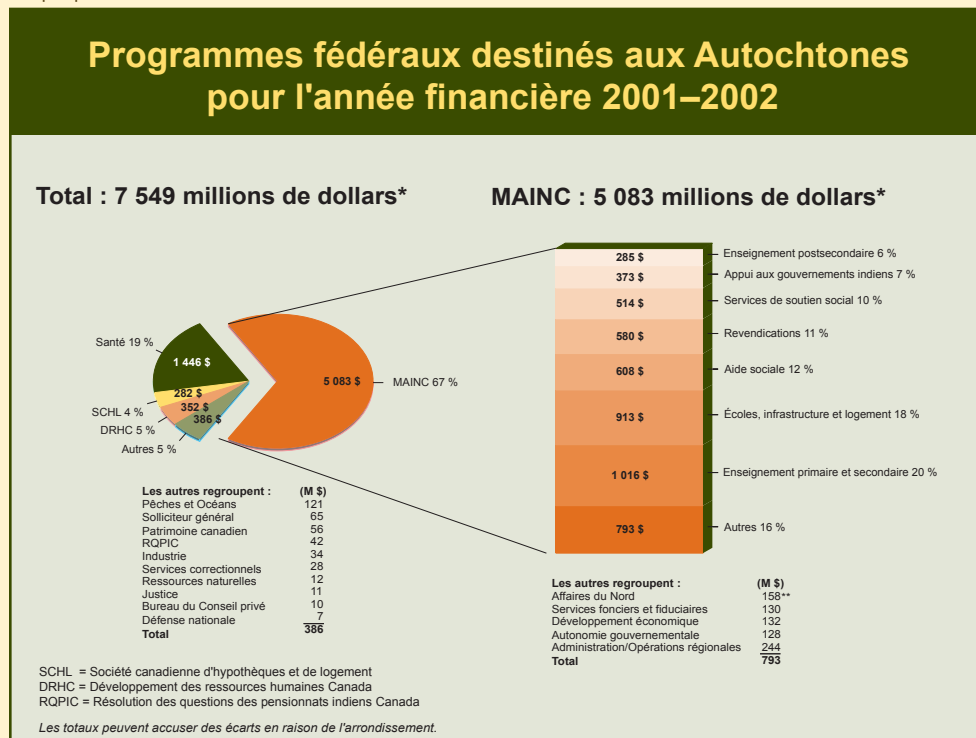 Programmes fédéraux destinés aux Autochtones
pour l'année financière 2001–2002
Total : 7 549 millions de dollars*
MAINC : 5 083 millions de dollars*
Santé 19 %
1 446 $
SCHL 4 %
282 $
DRHC 5 %
352 $
Autres 5 %
386 $
5 083 $
MAINC 67 %
285 $ Enseignement postsecondaire 6 %
373 $ Appui aux gouvernements indiens 7 %
514 $ Services de soutien social 10 %
580 $ Revendications 11 %
608 $ Aide sociale 12 %
913 $ Écoles, infrastructure et logement 18 %
1 016 $ Enseignement primaire et secondaire 20 %
793 $ Autres 16 %
Les autres regroupent : (M $)
Pêches et Océans 121
Solliciteur général 65
Patrimoine canadien 56
RQPIC 42
Industrie 34
Services correctionnels 28
Ressources naturelles 12
Justice 11
Bureau du Conseil privé 10
Défense nationale 7
Total 386
Les autres regroupent : (M $)
Affaires du Nord 158**
Services fonciers et fiduciaires 130
Développement économique 132
Autonomie gouvernementale 128
Administration/Opérations régionales 244
Total 793
SCHL = Société canadienne d'hypothèques et de logement
DRHC = Développement des ressources humaines Canada
RQPIC = Résolution des questions des pensionnats indiens Canada
Les totaux peuvent accuser des écarts en raison de l'arrondissement.